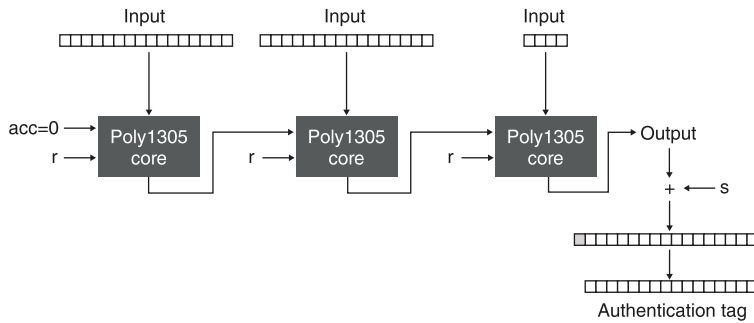 Input
Input
Input
acc=0
r
Poly1305
core
r
Poly1305
core
r
Poly1305
core
Output
+
s
Authentication tag